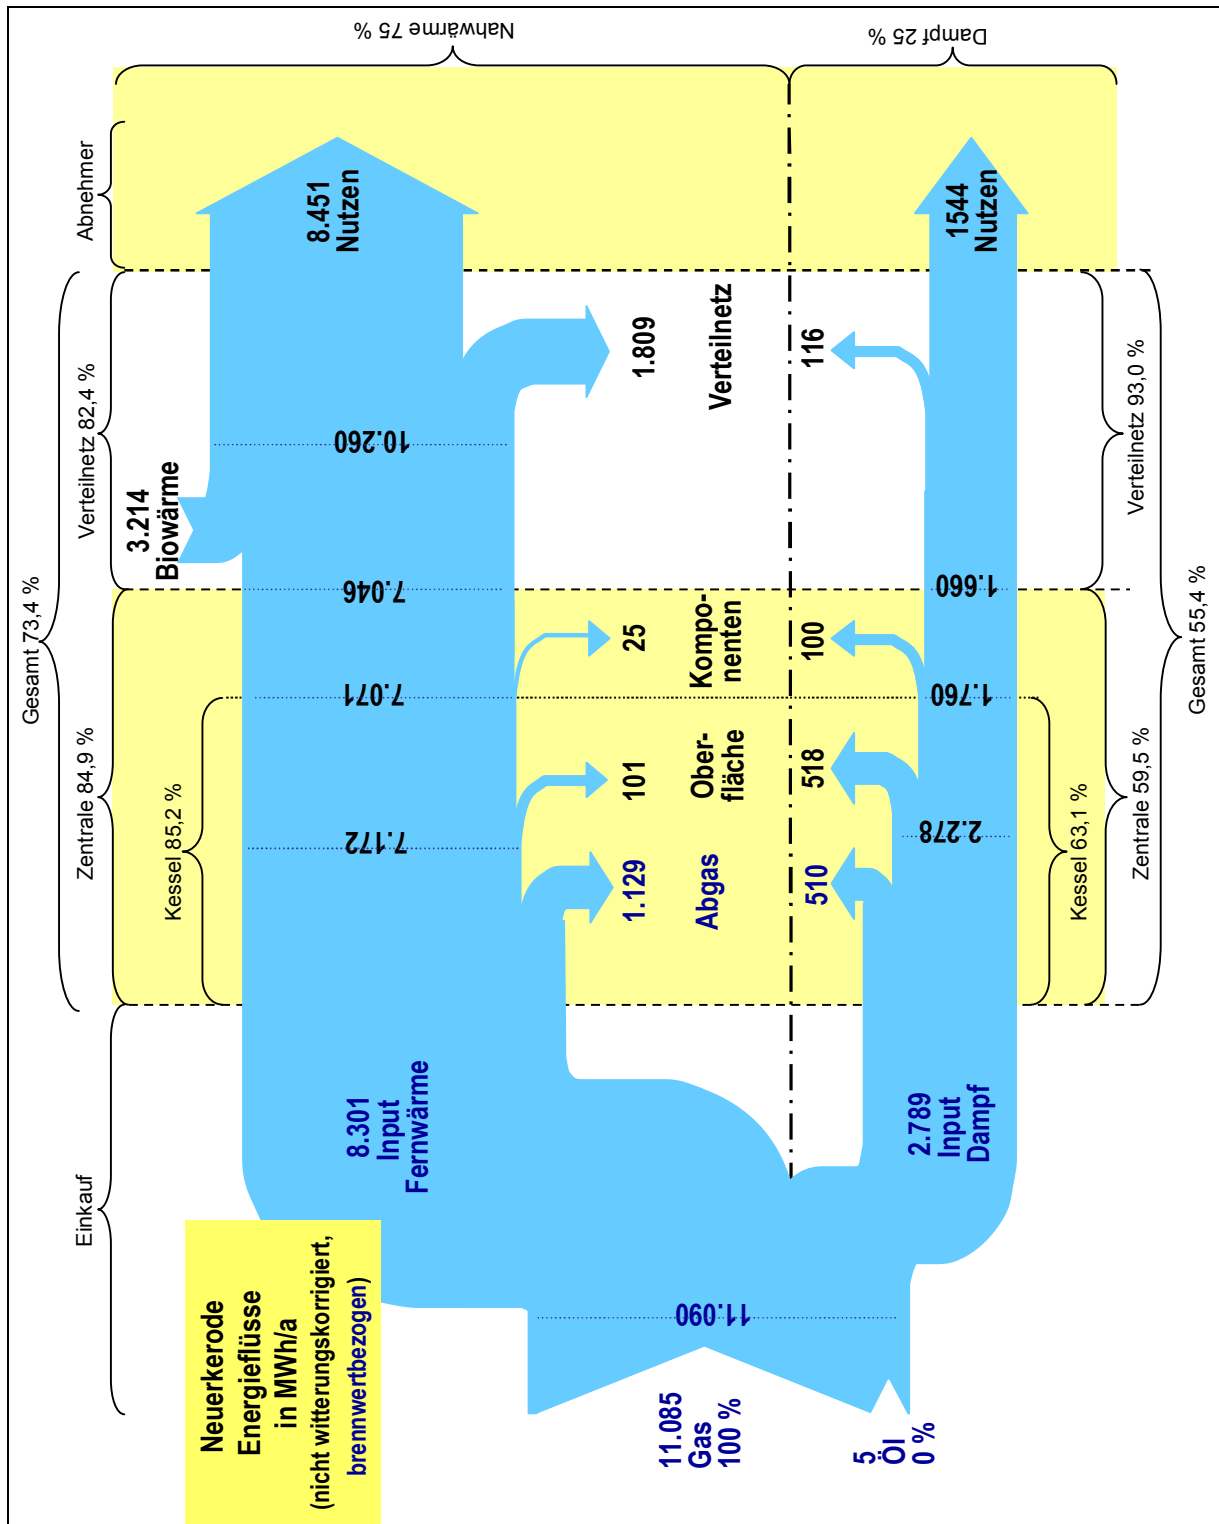 Neuerkerode
Energieflüsse
in MWh/a
(nicht witterungskorrigiert,
brennwertbezogen)
Einkauf
Gesamt 73,4 %
Zentrale 84,9 %
Verteilnetz 82,4 %
Abnehmer
Kessel 85,2 %
3.214
Biowärme
Nahwärme 75 %
Dampf 25 %
8.301
Input
Fernwärme
7.172
7.071
7.046
10.260
8.451
Nutzen
1.129
101
25
1.809
Abgas
Ober-
fläche
Kompo-
nenten
Verteilnetz
510
518
100
116
11.085
Gas
100 %
5
Öl
0 %
11.090
2.789
Input
Dampf
2.278
1.760
1.660
1544
Nutzen
Kessel 63,1 %
Zentrale 59,5 %
Verteilnetz 93,0 %
Gesamt 55,4 %